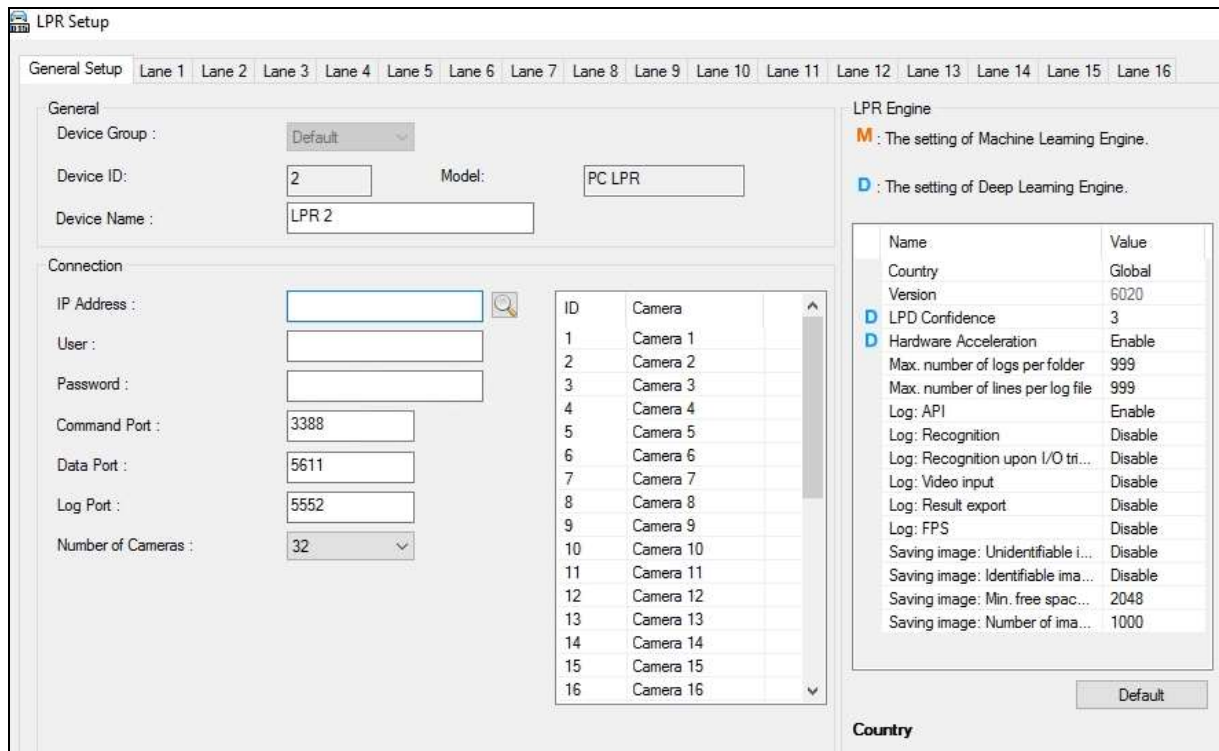 LPR Setup
General Setup Lane 1 Lane 2 Lane 3 Lane 4 Lane 5 Lane 6 Lane 7 Lane 8 Lane 9 Lane 10 Lane 11 Lane 12 Lane 13 Lane 14 Lane 15 Lane 16
General
Device Group : Default
Device ID: 2 Model: PC LPR
Device Name : LPR 2
Connection
IP Address :
User :
Password :
Command Port : 3388
Data Port : 5611
Log Port : 5552
Number of Cameras : 32
ID Camera
1 Camera 1
2 Camera 2
3 Camera 3
4 Camera 4
5 Camera 5
6 Camera 6
7 Camera 7
8 Camera 8
9 Camera 9
10 Camera 10
11 Camera 11
12 Camera 12
13 Camera 13
14 Camera 14
15 Camera 15
16 Camera 16
LPR Engine
M : The setting of Machine Learning Engine.
D : The setting of Deep Learning Engine.
Name Value
Country Global
Version 6020
D LPD Confidence 3
D Hardware Acceleration Enable
Max. number of logs per folder 999
Max. number of lines per log file 999
Log: API Enable
Log: Recognition Disable
Log: Recognition upon I/O tri... Disable
Log: Video input Disable
Log: Result export Disable
Log: FPS Disable
Saving image: Unidentifiable i... Disable
Saving image: Identifiable ima... Disable
Saving image: Min. free spac... 2048
Saving image: Number of ima... 1000
Default
Country